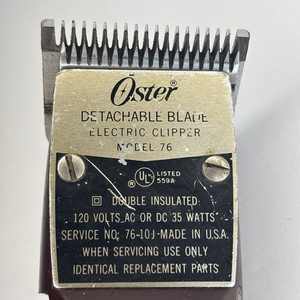 Oster
®
DETACHABLE BLADE
ELECTRIC CLIPPER
MODEL 76
® UL LISTED
559A
DOUBLE INSULATED
120 VOLTS AC OR DC 35 WATTS
SERVICE NO; 76-10J-MADE IN U.S.A.
WHEN SERVICING USE ONLY
IDENTICAL REPLACEMENT PARTS